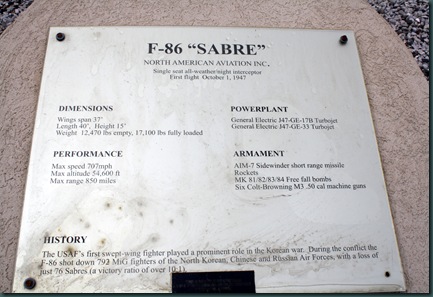 F-86 “SABRE”
NORTH AMERICAN AVIATION INC.
Single seat all-weather/night interceptor
First flight October 1, 1947
DIMENSIONS
Wings span 37'
Length 40', Height 15'
Weight 12,470 lbs empty, 17,100 lbs fully loaded
PERFORMANCE
Max speed 707mph
Max altitude 54,600 ft
Max range 850 miles
POWERPLANT
General Electric J47-GE-17B Turbojet
General Electric J47-GE-33 Turbojet
ARMAMENT
AIM-7 Sidewinder short range missile
Rockets
MK 81/82/83/84 Free fall bombs
Six Colt-Browning M3 .50 cal machine guns
HISTORY
The USAF's first swept-wing fighter played a prominent role in the Korean war. During the conflict the
F-86 shot down 792 MiG fighters of the North Korean, Chinese and Russian Air Forces, with a loss of
just 76 Sabres (a victory ratio of over 10:1).